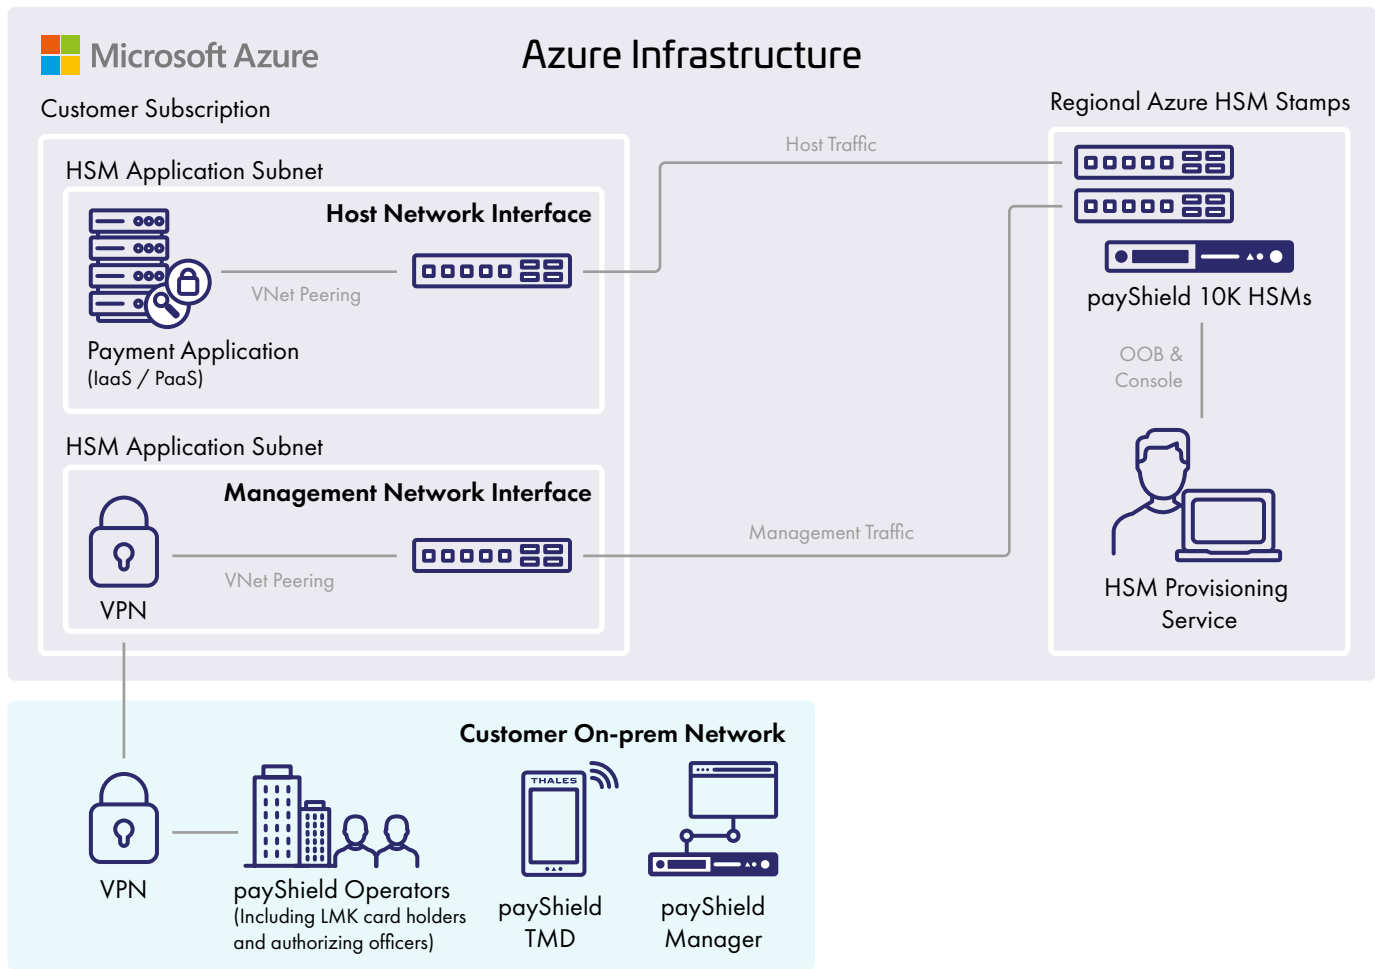 Microsoft Azure
Azure Infrastructure
Customer Subscription
Regional Azure HSM Stamps
HSM Application Subnet
Host Network Interface
VNet Peering
Payment Application
(IaaS / PaaS)
Host Traffic
payShield 10K HSMs
OOB &
Console
HSM Application Subnet
Management Network Interface
VNet Peering
VPN
Management Traffic
HSM Provisioning
Service
Customer On-prem Network
VPN
payShield Operators
(Including LMK card holders
and authorizing officers)
THALES
payShield
TMD
payShield
Manager